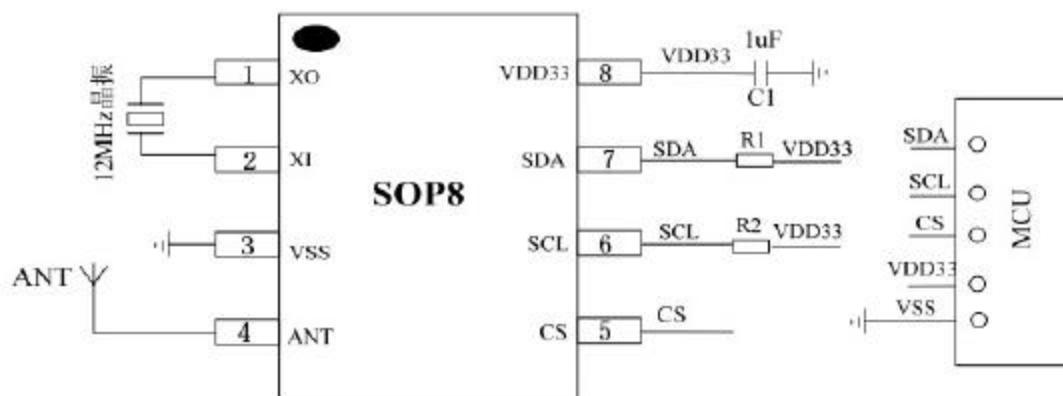 12MHz晶振
1 XO
2 XI
3 VSS
ANT
4 ANT
SOP8
VDD33 8 VDD33 1uF
C1
SDA 7 SDA R1 VDD33
SCL 6 SCL R2 VDD33
CS 5 CS
SDA
SCL
CS
VDD33
VSS
MCU